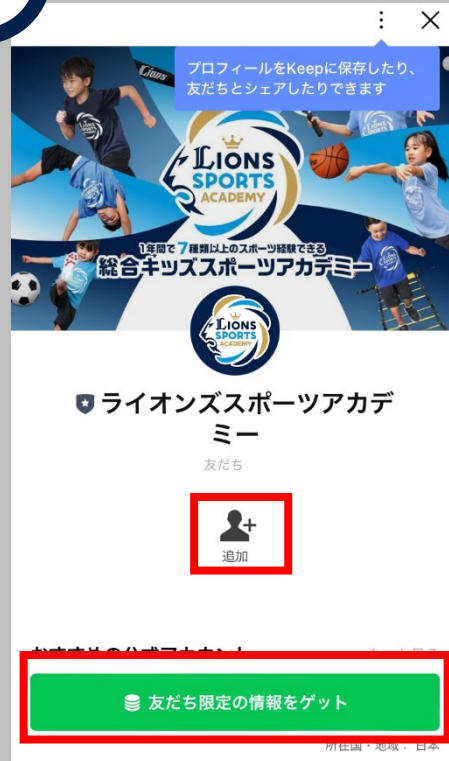 プロフィールをKeepに保存したり、
友だちとシェアしたりできます
Lions
LIONS
SPORTS
ACADEMY
1年間で7種類以上のスポーツ経験できる
総合キッズスポーツアカデミー
LIONS
SPORTS
ACADEMY
ライオンズスポーツアカデ
ミー
友だち
追加
友だち限定の情報をゲット
所在国・地域： 日本